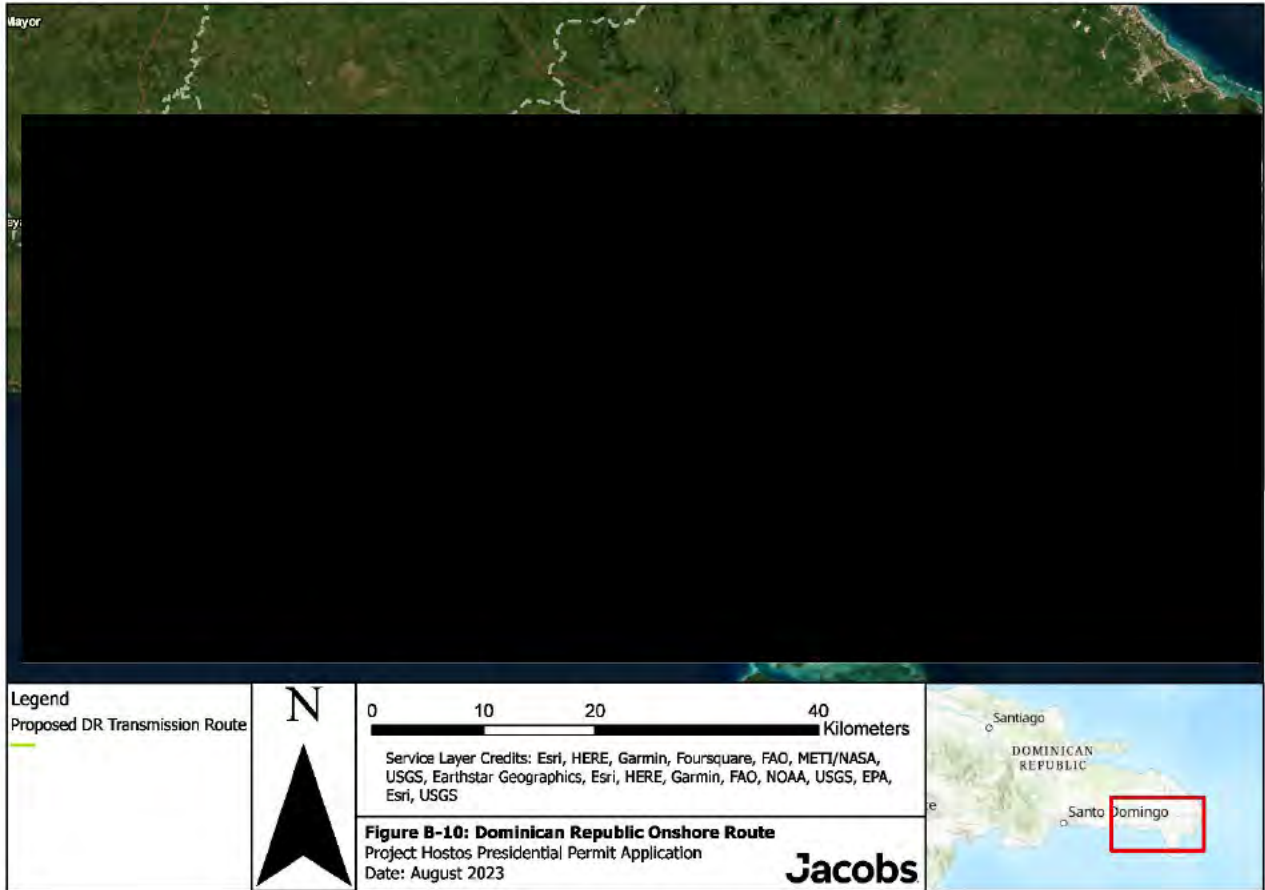 Mayor
Legend
Proposed DR Transmission Route
N
0 10 20 40
Kilometers
Service Layer Credits: Esri, HERE, Garmin, Foursquare, FAO, METI/NASA,
USGS, Earthstar Geographics, Esri, HERE, Garmin, FAO, NOAA, USGS, EPA,
Esri, USGS
Figure B-10: Dominican Republic Onshore Route
Project Hostos Presidential Permit Application
Date: August 2023
Jacobs
Santiago
DOMINICAN
REPUBLIC
Santo Domingo